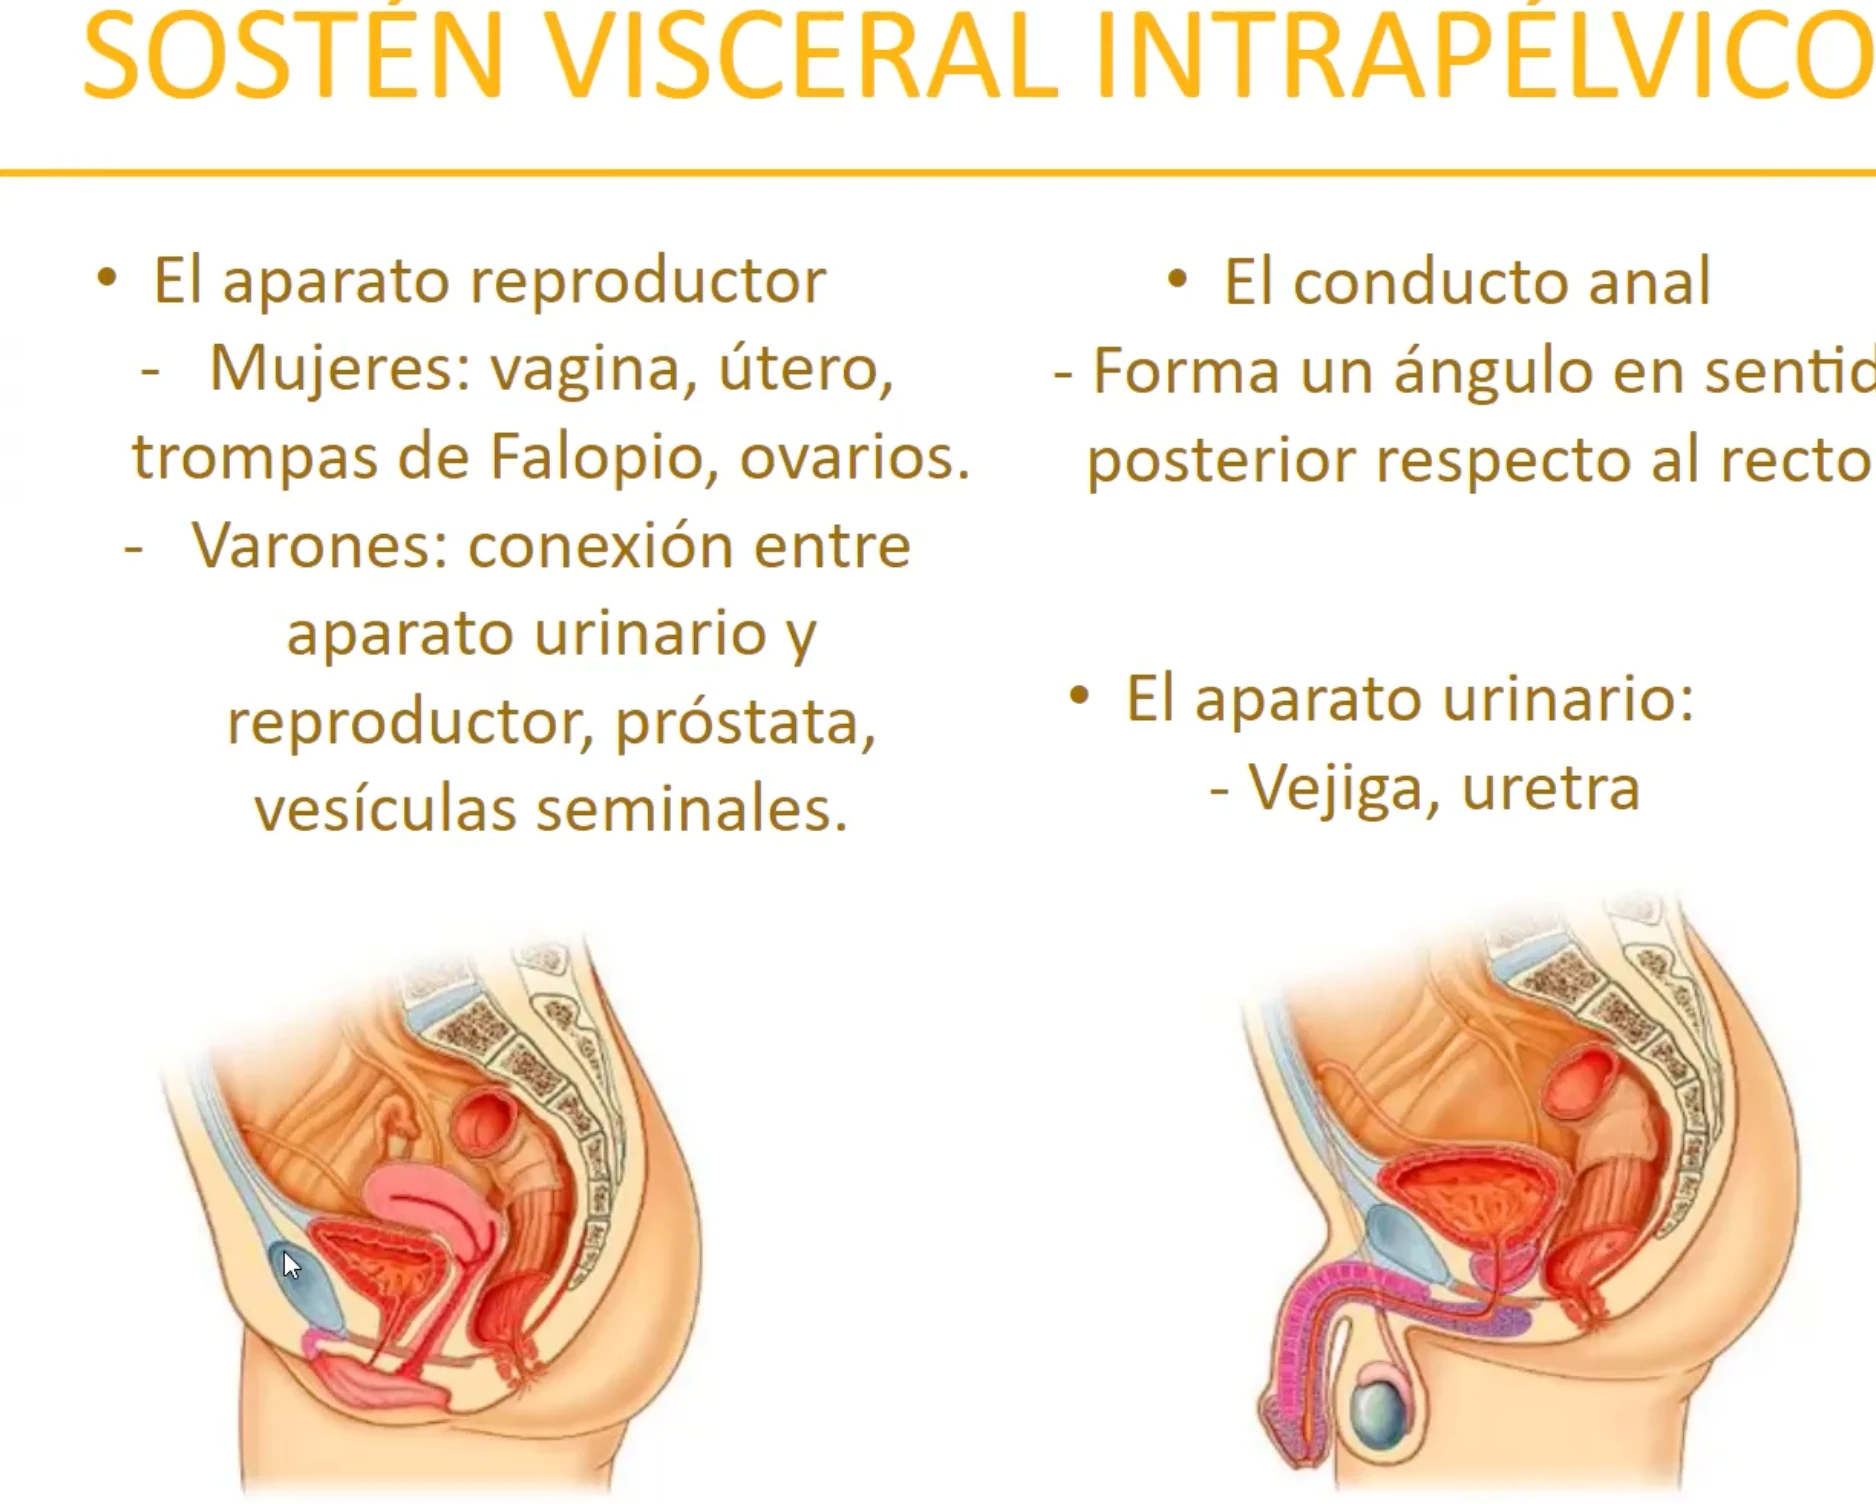 SOSTÉN VISCERAL INTRAPÉLVICO
• El aparato reproductor
- Mujeres: vagina, útero,
trompas de Falopio, ovarios.
- Varones: conexión entre
aparato urinario y
reproductor, próstata,
vesículas seminales.
• El conducto anal
- Forma un ángulo en sentid
posterior respecto al recto
• El aparato urinario:
- Vejiga, uretra